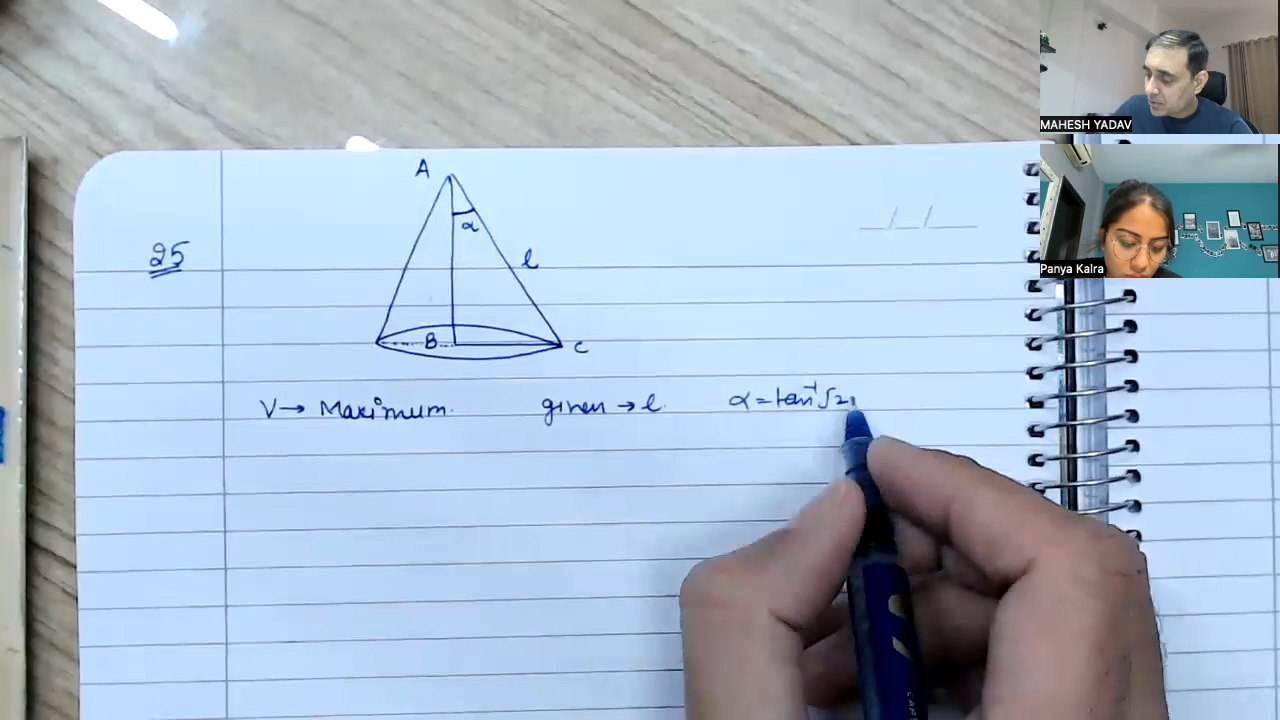 MAHESH YADAV
Panya Kalra
25
A
α
l
B
C
V → Maximum.
given → l.
α = tan⁻¹√2